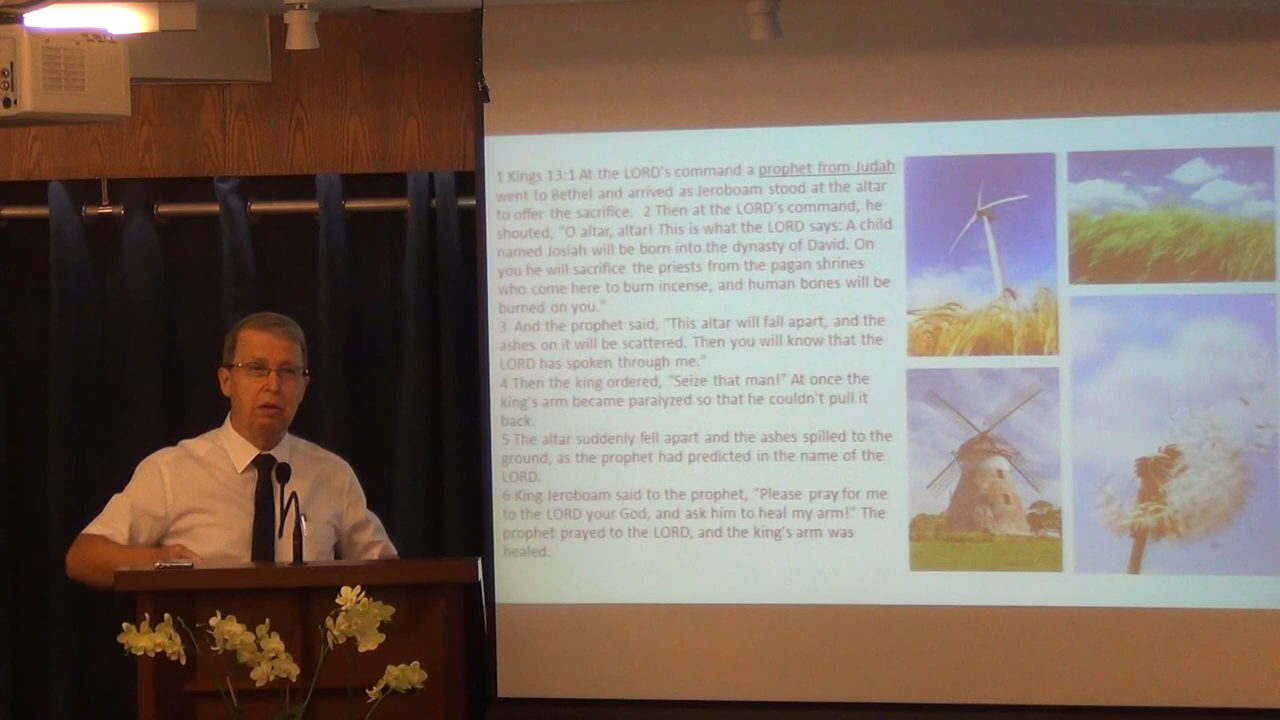 1 Kings 13:1 At the LORD's command a prophet from Judah
went to Bethel and arrived as Jeroboam stood at the altar
to offer the sacrifice. 2 Then at the LORD's command, he
shouted, "O altar, altar! This is what the LORD says: A child
named Josiah will be born into the dynasty of David. On
you he will sacrifice the priests from the pagan shrines
who come here to burn incense, and human bones will be
burned on you."
3 And the prophet said, "This altar will fall apart, and the
ashes on it will be scattered. Then you will know that the
LORD has spoken through me."
4 Then the king ordered, "Seize that man!" At once the
king's arm became paralyzed so that he couldn't pull it
back.
5 The altar suddenly fell apart and the ashes spilled to the
ground, as the prophet had predicted in the name of the
LORD.
6 King Jeroboam said to the prophet, "Please pray for me
to the LORD your God, and ask him to heal my arm!" The
prophet prayed to the LORD, and the king's arm was
healed.